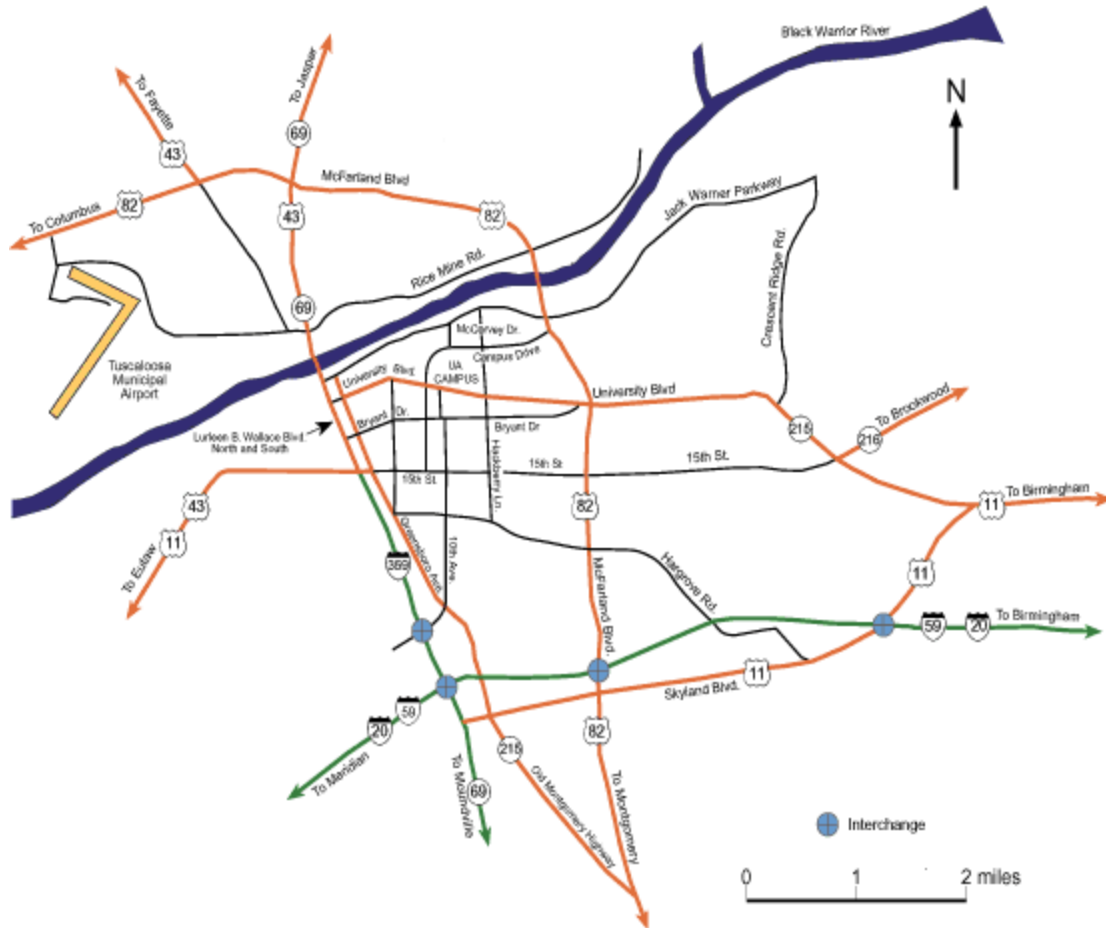 Black Warrior River
N
To Fayette
To Jasper
69
43
McFarland Blvd
Jack Warner Parkway
To Columbus
82
43
82
Rice Mine Rd.
Crescent Ridge Rd.
69
McCorvey Dr.
Campus Drive
UA
CAMPUS
University Blvd.
University Blvd
Tuscaloosa
Municipal
Airport
To Brookwood
215
216
Bryant Dr.
Bryant Dr
Lurleen B. Wallace Blvd.
North and South
Hackberry Ln.
15th St.
15th St
15th St.
43
11
To Eutaw
82
11
To Birmingham
369
Greensboro Ave.
10th Ave.
McFarland Blvd.
Hargrove Rd.
11
59
20
To Birmingham
11
Skyland Blvd.
59
20
To Meridian
To Moundville
69
215
Old Montgomery Highway
82
To Montgomery
Interchange
0 1 2 miles